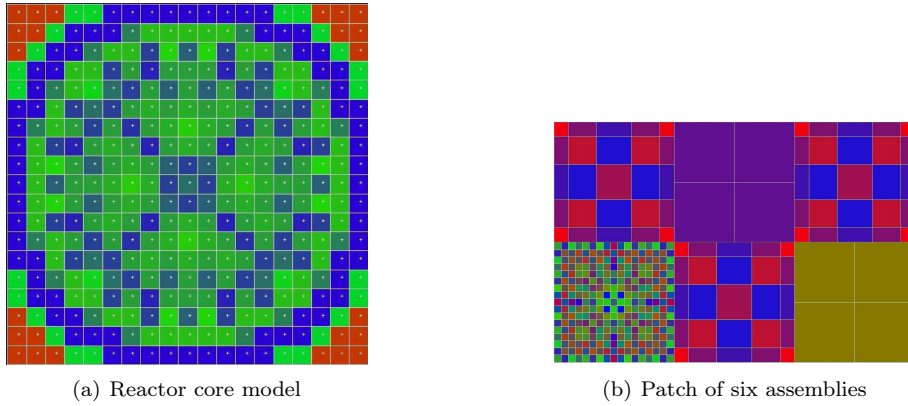 (a) Reactor core model
(b) Patch of six assemblies